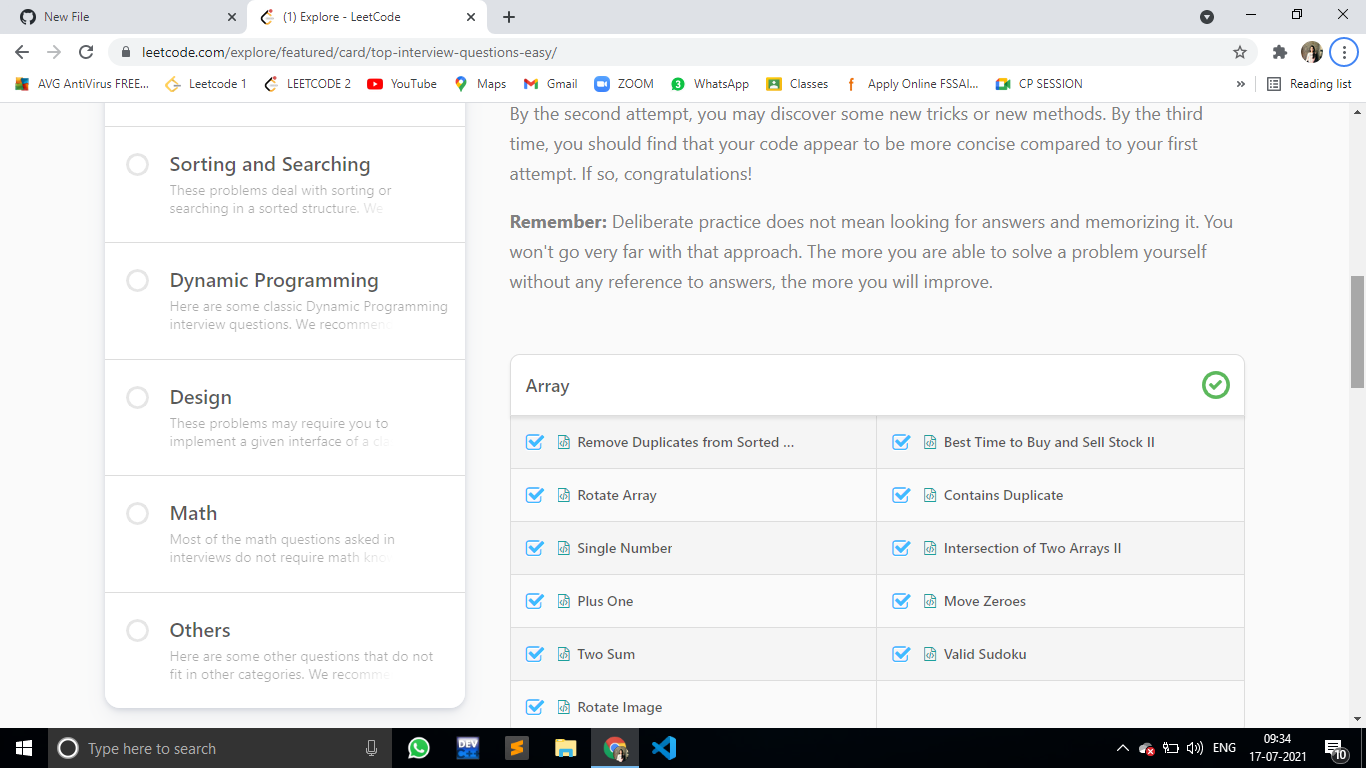 New File
(1) Explore - LeetCode
leetcode.com/explore/featured/card/top-interview-questions-easy/
AVG AntiVirus FREE...
Leetcode 1
LEETCODE 2
YouTube
Maps
Gmail
ZOOM
3
WhatsApp
Classes
f
Apply Online FSSAI...
CP SESSION
»
Reading list
Sorting and Searching
These problems deal with sorting or
searching in a sorted structure. We
Dynamic Programming
Here are some classic Dynamic Programming
interview questions. We recommend
Design
These problems may require you to
implement a given interface of a cla
Math
Most of the math questions asked in
interviews do not require math kno
Others
Here are some other questions that do not
fit in other categories. We recomme
By the second attempt, you may discover some new tricks or new methods. By the third
time, you should find that your code appear to be more concise compared to your first
attempt. If so, congratulations!
Remember: Deliberate practice does not mean looking for answers and memorizing it. You
won't go very far with that approach. The more you are able to solve a problem yourself
without any reference to answers, the more you will improve.
Array
Remove Duplicates from Sorted ...
Best Time to Buy and Sell Stock II
Rotate Array
Contains Duplicate
Single Number
Intersection of Two Arrays II
Plus One
Move Zeroes
Two Sum
Valid Sudoku
Rotate Image
Type here to search
DEV
ENG
09:34
17-07-2021
10